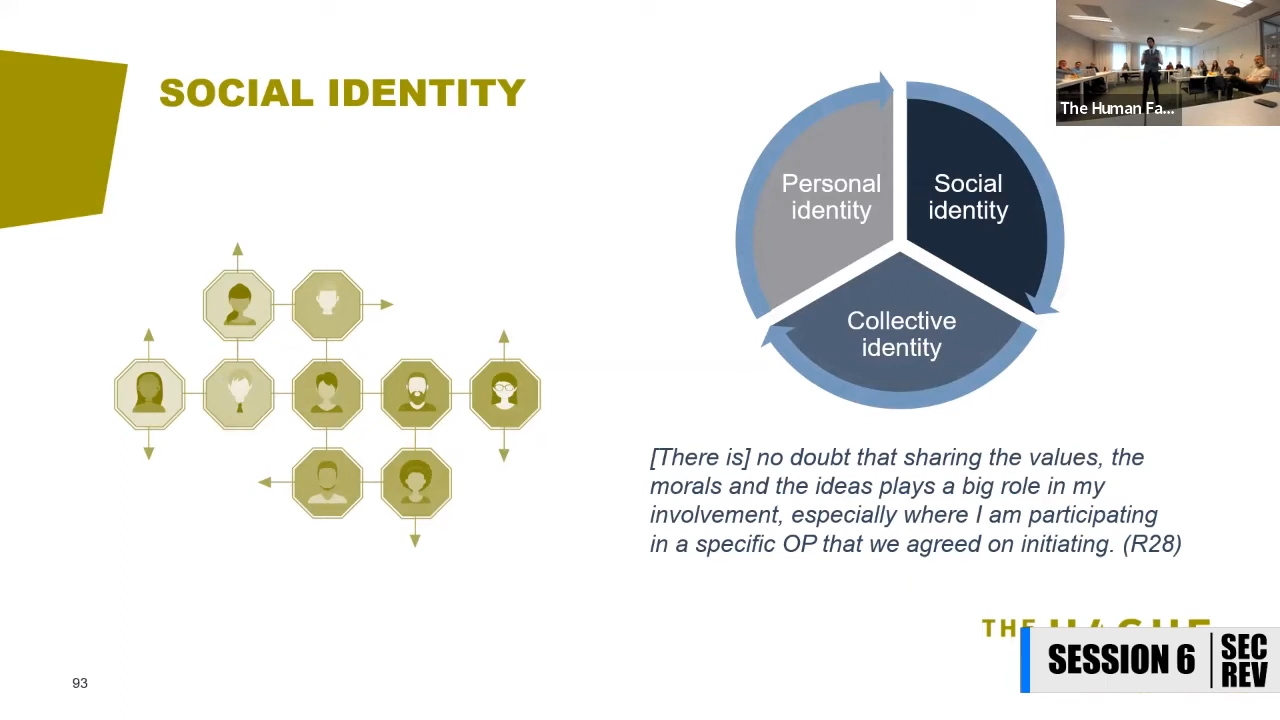 SOCIAL IDENTITY
The Human Fa...
Personal
identity
Social
identity
Collective
identity
[There is] no doubt that sharing the values, the
morals and the ideas plays a big role in my
involvement, especially where I am participating
in a specific OP that we agreed on initiating. (R28)
THE HAGUE
SESSION 6
SEC
REV
93